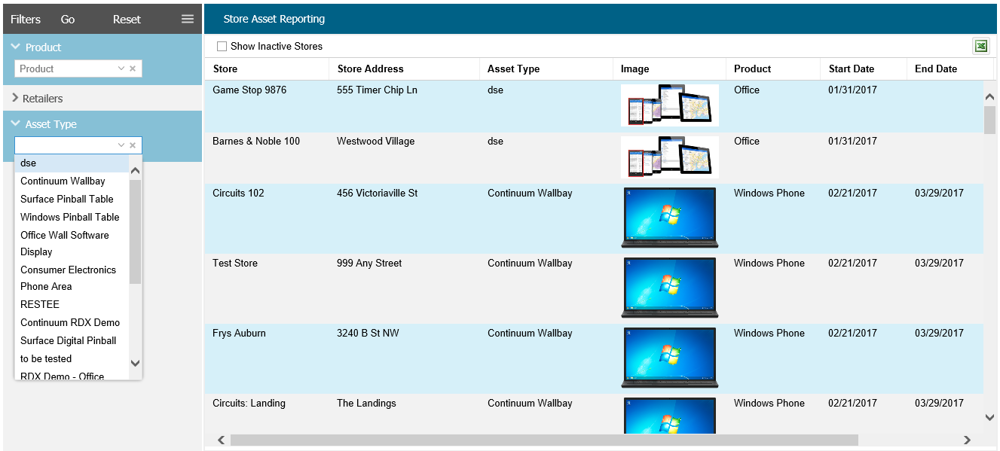 Filters Go Reset
Store Asset Reporting
Product
Product
Retailers
Asset Type
dse
Continuum Wallbay
Surface Pinball Table
Windows Pinball Table
Office Wall Software
Display
Consumer Electronics
Phone Area
RESTEE
Continuum RDX Demo
Surface Digital Pinball
to be tested
RDX Demo - Office
Show Inactive Stores
Store Store Address Asset Type Image Product Start Date End Date
Game Stop 9876 555 Timer Chip Ln dse Office 01/31/2017
Barnes & Noble 100 Westwood Village dse Office 01/31/2017
Circuits 102 456 Victoriaville St Continuum Wallbay Windows Phone 02/21/2017 03/29/2017
Test Store 999 Any Street Continuum Wallbay Windows Phone 02/21/2017 03/29/2017
Frys Auburn 3240 B St NW Continuum Wallbay Windows Phone 02/21/2017 03/29/2017
Circuits: Landing The Landings Continuum Wallbay Windows Phone 02/21/2017 03/29/2017